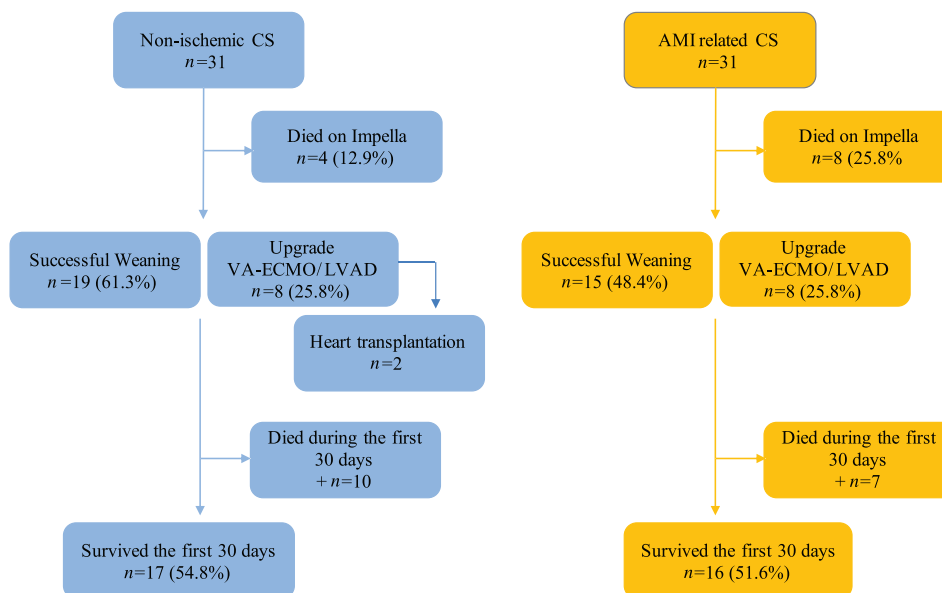 Non-ischemic CS
n=31
Died on Impella
n=4 (12.9%)
Successful Weaning
n=19 (61.3%)
Upgrade
VA-ECMO/LVAD
n=8 (25.8%)
Heart transplantation
n=2
Died during the first
30 days
+ n=10
Survived the first 30 days
n=17 (54.8%)
AMI related CS
n=31
Died on Impella
n=8 (25.8%
Successful Weaning
n=15 (48.4%)
Upgrade
VA-ECMO/LVAD
n=8 (25.8%)
Died during the first
30 days
+ n=7
Survived the first 30 days
n=16 (51.6%)